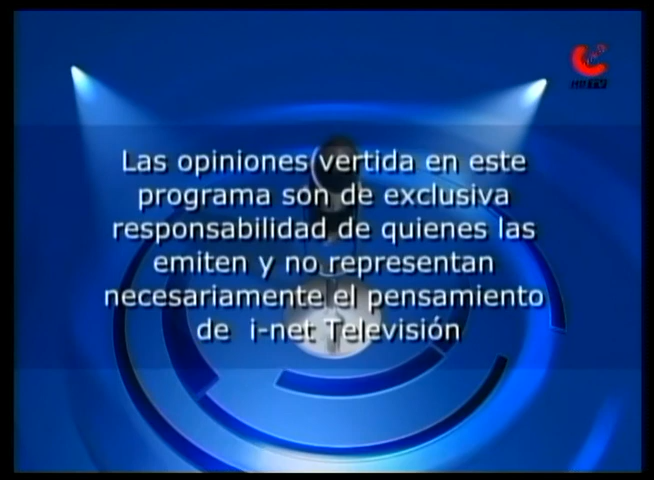 Las opiniones vertida en este
programa son de exclusiva
responsabilidad de quienes las
emiten y no representan
necesariamente el pensamiento
de i-net Televisión